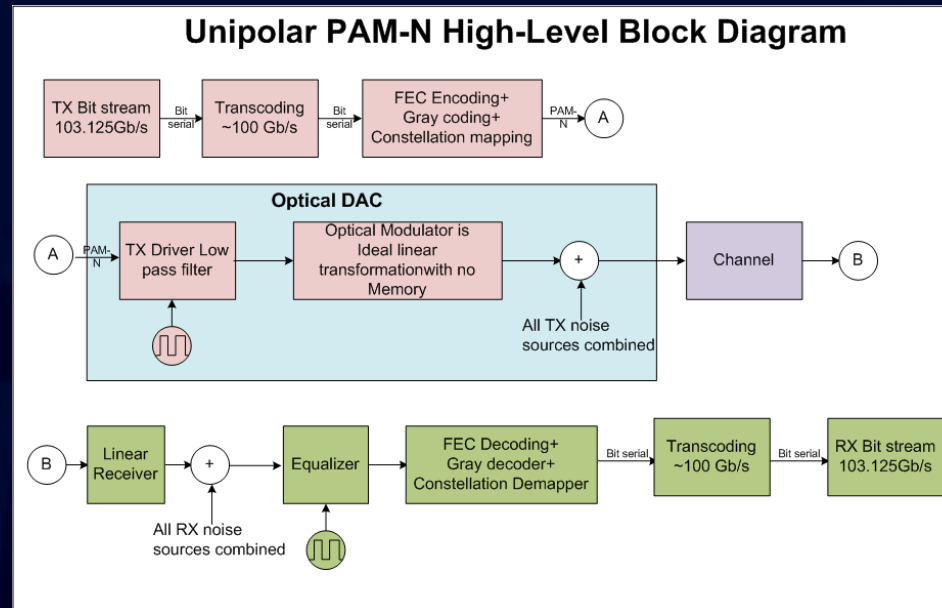 Unipolar PAM-N High-Level Block Diagram
TX Bit stream
103.125Gb/s
Bit
serial
Transcoding
~100 Gb/s
Bit
serial
FEC Encoding+
Gray coding+
Constellation mapping
PAM-
N
A
Optical DAC
A
PAM-
N
TX Driver Low
pass filter
Optical Modulator is
Ideal linear
transformationwith no
Memory
+
All TX noise
sources combined
Channel
B
B
Linear
Receiver
+
All RX noise
sources combined
Equalizer
FEC Decoding+
Gray decoder+
Constellation Demapper
Bit serial
Transcoding
~100 Gb/s
Bit serial
RX Bit stream
103.125Gb/s